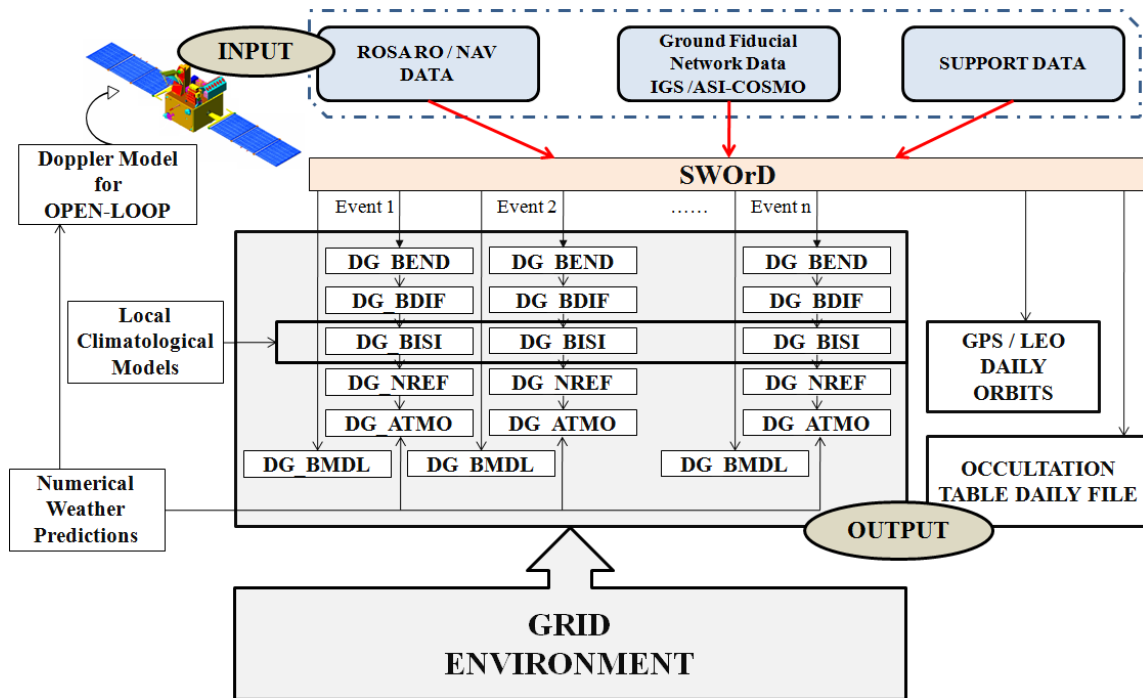 INPUT
ROSA RO / NAV
DATA
Ground Fiducial
Network Data
IGS /ASI-COSMO
SUPPORT DATA
Doppler Model
for
OPEN-LOOP
SWOrD
Event 1
Event 2
......
Event n
DG_BEND
DG_BEND
DG_BEND
DG_BDIF
DG_BDIF
DG_BDIF
Local
Climatological
Models
DG_BISI
DG_BISI
DG_BISI
GPS / LEO
DAILY
ORBITS
DG_NREF
DG_NREF
DG_NREF
DG_ATMO
DG_ATMO
DG_ATMO
DG_BMDL
DG_BMDL
DG_BMDL
Numerical
Weather
Predictions
OCCULTATION
TABLE DAILY FILE
OUTPUT
GRID
ENVIRONMENT